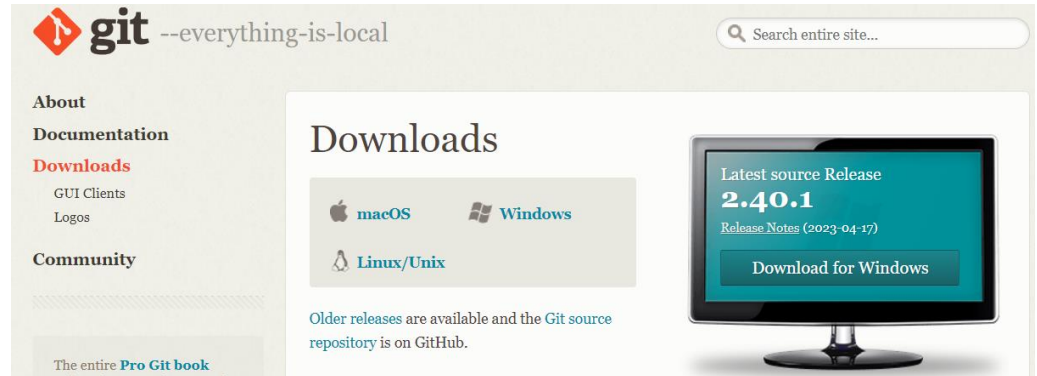 git --everything-is-local
Search entire site...
About
Documentation
Downloads
GUI Clients
Logos
Community
The entire Pro Git book
Downloads
macOS
Windows
Linux/Unix
Older releases are available and the Git source
repository is on GitHub.
Latest source Release
2.40.1
Release Notes (2023-04-17)
Download for Windows